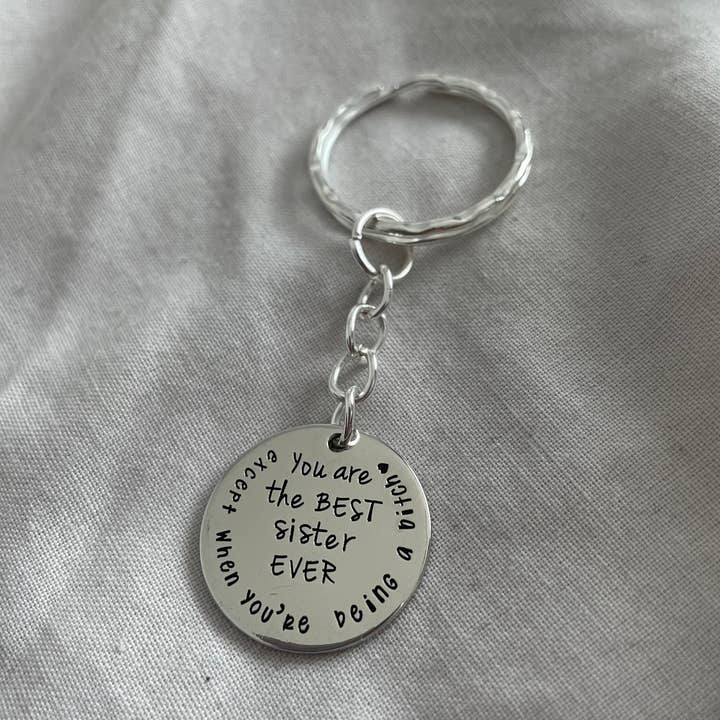 You are
the BEST
sister
EVER
except when you're being a bitch